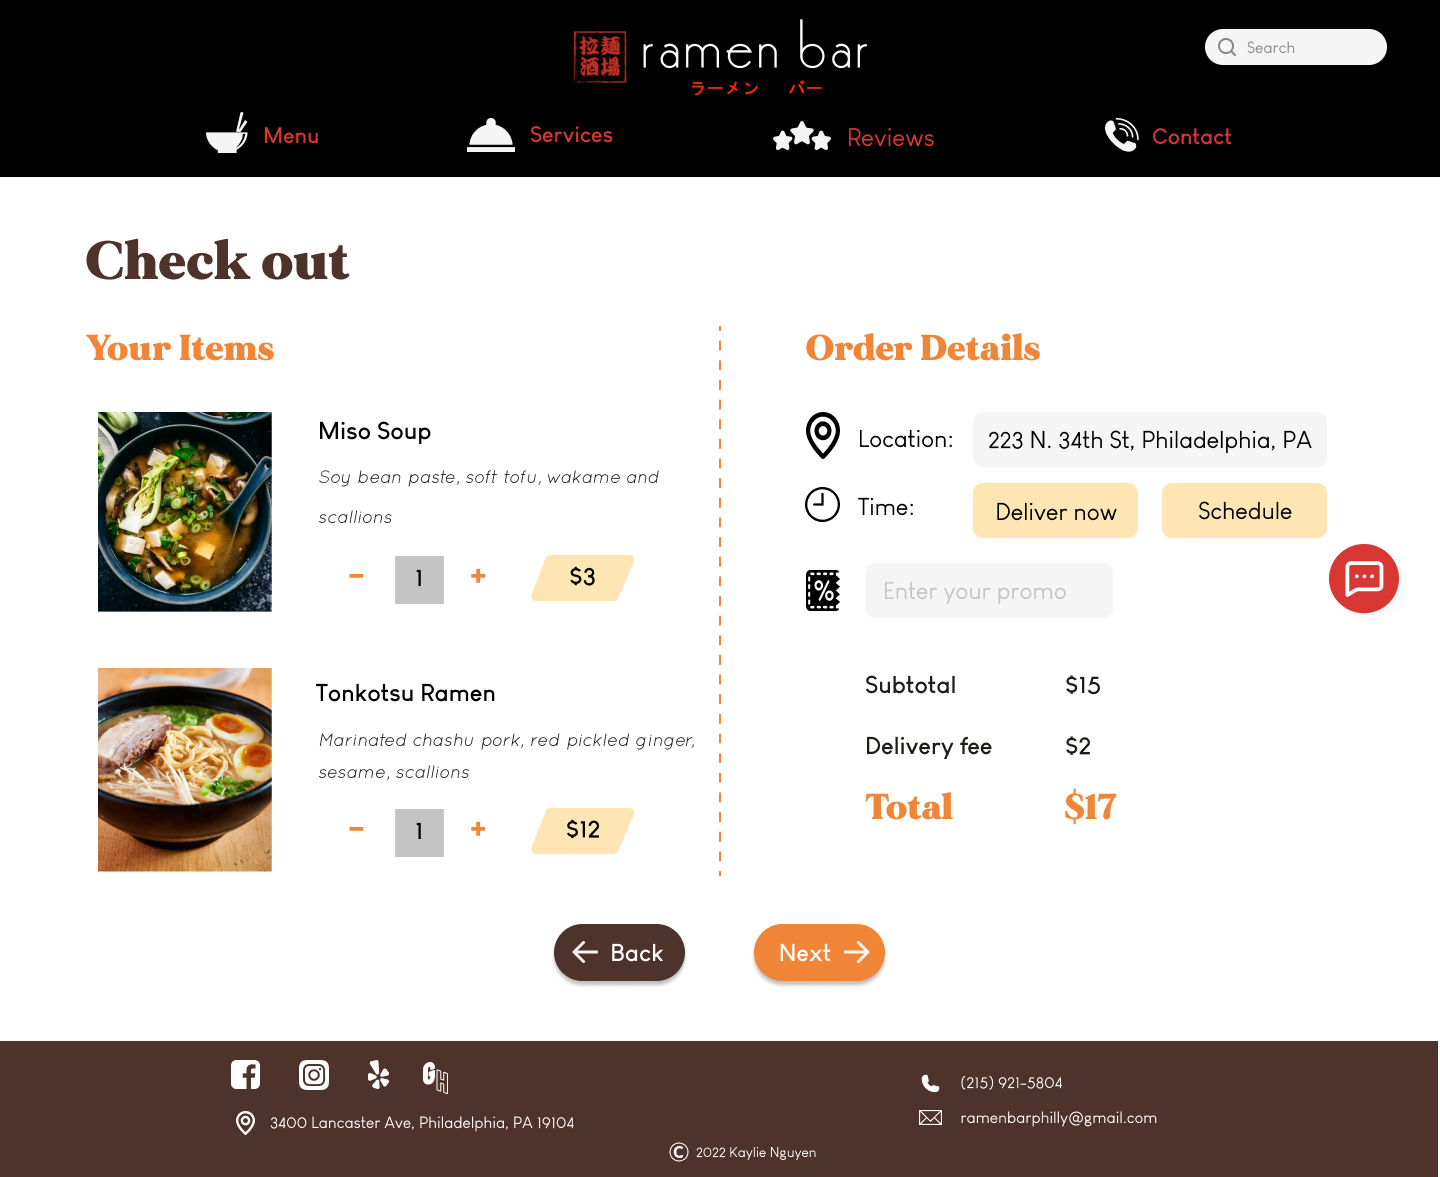 拉麺
酒場
ramen bar
ラーメン バー
Search
Menu
Services
Reviews
Contact
Check out
Your Items
Miso Soup
Soy bean paste, soft tofu, wakame and
scallions
− 1 + $3
Tonkotsu Ramen
Marinated chashu pork, red pickled ginger,
sesame, scallions
− 1 + $12
Order Details
Location: 223 N. 34th St, Philadelphia, PA
Time: Deliver now Schedule
% Enter your promo
Subtotal $15
Delivery fee $2
Total $17
← Back
Next →
GH
3400 Lancaster Ave, Philadelphia, PA 19104
(215) 921-5804
ramenbarphilly@gmail.com
© 2022 Kaylie Nguyen